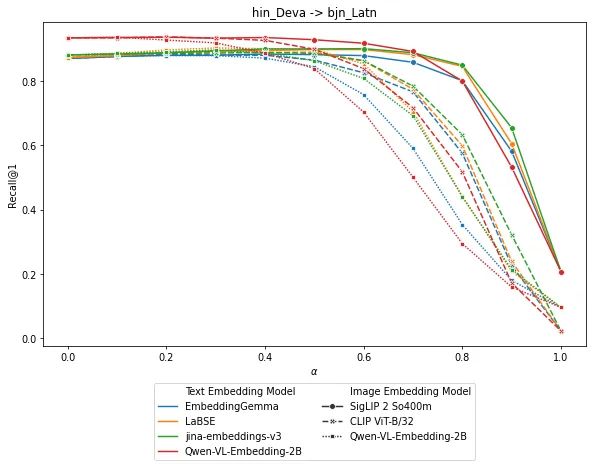 hin_Deva -> bjn_Latn
Recall@1
0.8
0.6
0.4
0.2
0.0
0.0 0.2 0.4 0.6 0.8 1.0
α
Text Embedding Model Image Embedding Model
EmbeddingGemma SigLIP 2 So400m
LaBSE CLIP ViT-B/32
jina-embeddings-v3 Qwen-VL-Embedding-2B
Qwen-VL-Embedding-2B